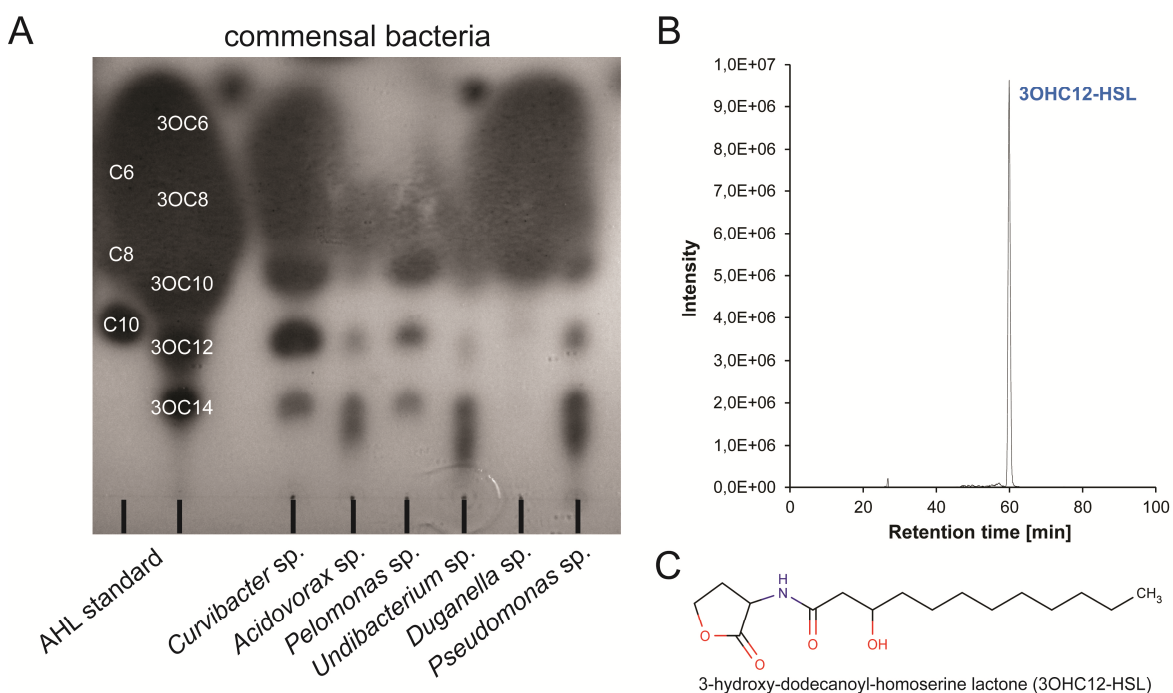 A
commensal bacteria
3OC6
C6
3OC8
C8
3OC10
C10
3OC12
3OC14
AHL standard
Curvibacter sp.
Acidovorax sp.
Pelomonas sp.
Undibacterium sp.
Duganella sp.
Pseudomonas sp.
B
1,0E+07
9,0E+06
8,0E+06
7,0E+06
6,0E+06
5,0E+06
4,0E+06
3,0E+06
2,0E+06
1,0E+06
0,0E+00
Intensity
3OHC12-HSL
0 20 40 60 80 100
Retention time [min]
C
H
N
O
O
O
OH
CH3
3-hydroxy-dodecanoyl-homoserine lactone (3OHC12-HSL)